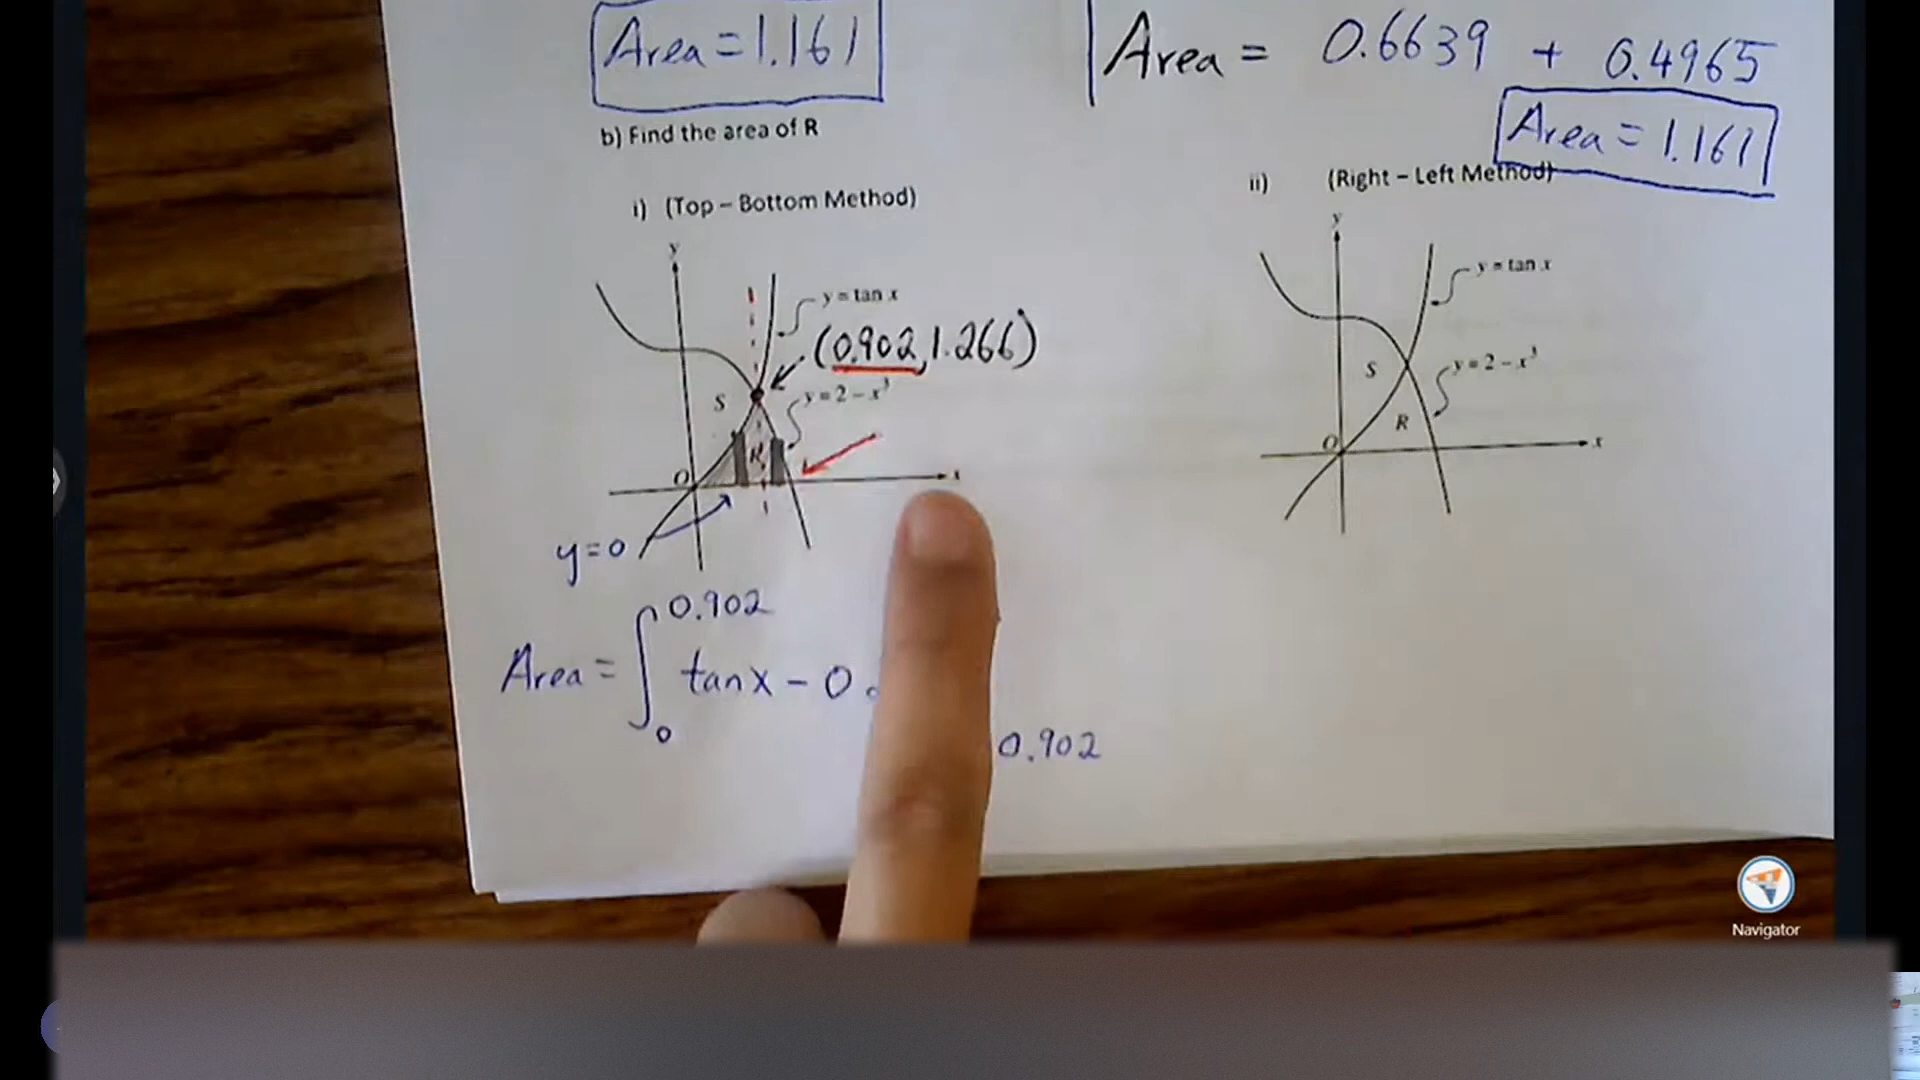 Area = 1.161
Area = 0.6639 + 0.4965
Area = 1.161
b) Find the area of R
i) (Top – Bottom Method)
ii) (Right – Left Method)
y
y = tan x
(0.902, 1.266)
S
y = 2 – x³
R
O
x
y = 0
y
y = tan x
S
y = 2 – x³
R
O
x
0.902
Area = ∫ tanx – 0
0
0.902
Navigator